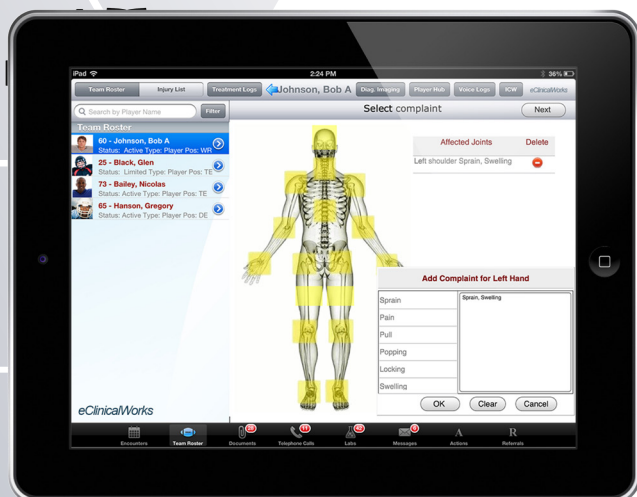 iPad
2:24 PM
36%
Team Roster
Injury List
Treatment Logs
Johnson, Bob A
Diag. Imaging
Player Hub
Voice Logs
ICW
eClinicalWorks
Search by Player Name
Filter
Select complaint
Next
Team Roster
60 - Johnson, Bob A
Status: Active Type: Player Pos: WR
25 - Black, Glen
Status: Limited Type: Player Pos: TE
73 - Bailey, Nicolas
Status: Active Type: Player Pos: TE
65 - Hanson, Gregory
Status: Active Type: Player Pos: DE
Affected Joints
Delete
Left shoulder Sprain, Swelling
Add Complaint for Left Hand
Sprain
Pain
Pull
Popping
Locking
Swelling
Sprain, Swelling
OK
Clear
Cancel
eClinicalWorks
Encounters
Team Roster
Documents
Telephone Calls
11
Labs
Messages
A
Actions
R
Referrals